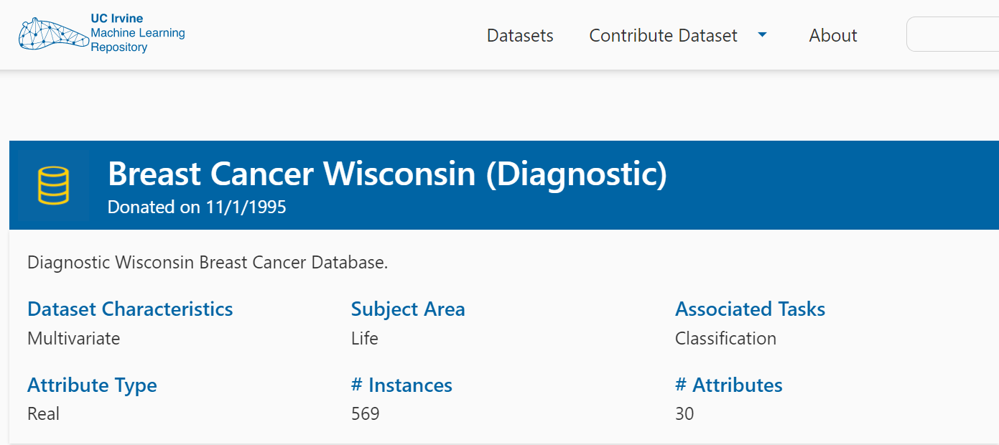 UC Irvine
Machine Learning
Repository
Datasets
Contribute Dataset
About
Breast Cancer Wisconsin (Diagnostic)
Donated on 11/1/1995
Diagnostic Wisconsin Breast Cancer Database.
Dataset Characteristics
Multivariate
Subject Area
Life
Associated Tasks
Classification
Attribute Type
Real
# Instances
569
# Attributes
30